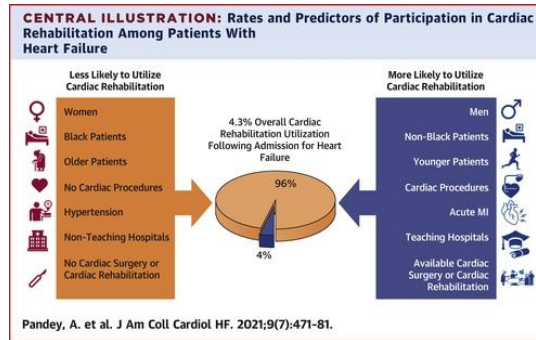 CENTRAL ILLUSTRATION: Rates and Predictors of Participation in Cardiac
Rehabilitation Among Patients With
Heart Failure
Less Likely to Utilize
Cardiac Rehabilitation
Women
Black Patients
Older Patients
No Cardiac Procedures
Hypertension
Non-Teaching Hospitals
No Cardiac Surgery or
Cardiac Rehabilitation
4.3% Overall Cardiac
Rehabilitation Utilization
Following Admission for Heart
Failure
96%
4%
More Likely to Utilize
Cardiac Rehabilitation
Men
Non-Black Patients
Younger Patients
Cardiac Procedures
Acute MI
Teaching Hospitals
Available Cardiac
Surgery or Cardiac
Rehabilitation
Pandey, A. et al. J Am Coll Cardiol HF. 2021;9(7):471-81.